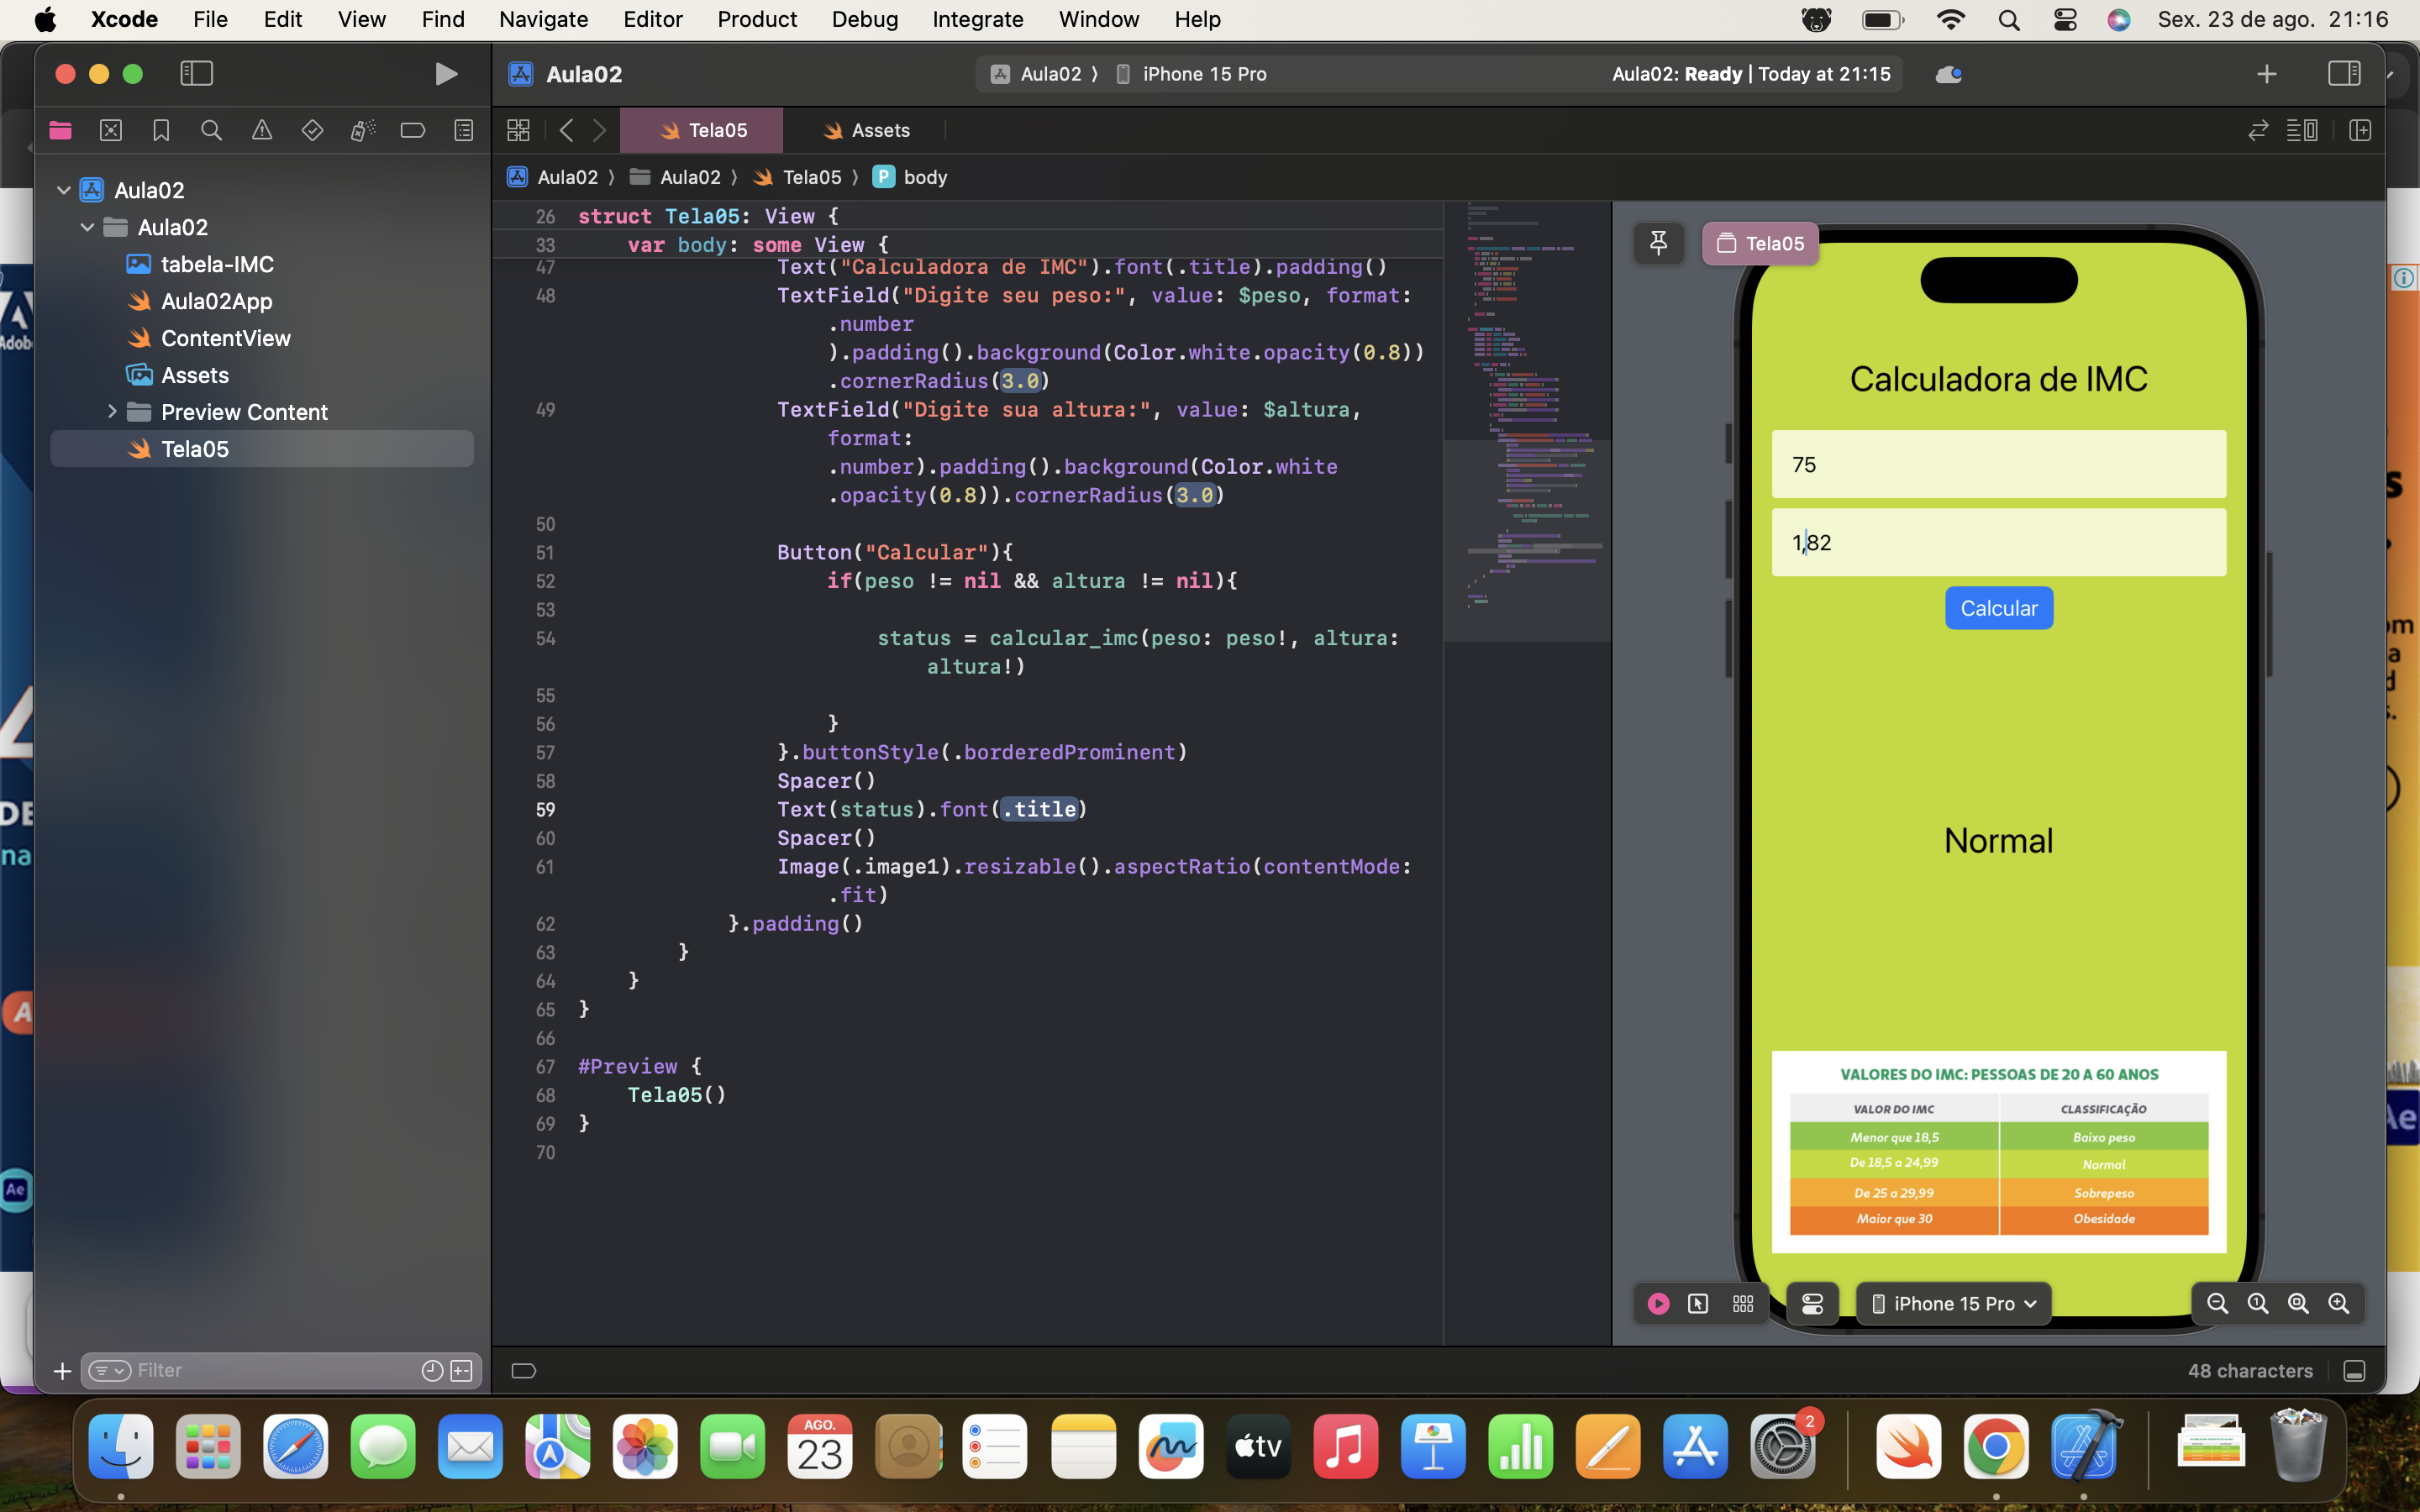 Xcode File Edit View Find Navigate Editor Product Debug Integrate Window Help Sex. 23 de ago. 21:16
Aula02 Aula02 ⟩ iPhone 15 Pro Aula02: Ready | Today at 21:15
Tela05 Assets
Aula02 ⟩ Aula02 ⟩ Tela05 ⟩ P body
Aula02
Aula02
tabela-IMC
Aula02App
ContentView
Assets
Preview Content
Tela05
Filter
26 struct Tela05: View {
33 var body: some View {
47 Text("Calculadora de IMC").font(.title).padding()
48 TextField("Digite seu peso:", value: $peso, format:
.number
).padding().background(Color.white.opacity(0.8))
.cornerRadius(3.0)
49 TextField("Digite sua altura:", value: $altura,
format:
.number).padding().background(Color.white
.opacity(0.8)).cornerRadius(3.0)
50
51 Button("Calcular"){
52 if(peso != nil && altura != nil){
53
54 status = calcular_imc(peso: peso!, altura:
altura!)
55
56 }
57 }.buttonStyle(.borderedProminent)
58 Spacer()
59 Text(status).font(.title)
60 Spacer()
61 Image(.image1).resizable().aspectRatio(contentMode:
.fit)
62 }.padding()
63 }
64 }
65 }
66
67 #Preview {
68 Tela05()
69 }
70
Tela05
Calculadora de IMC
75
1,82
Calcular
Normal
VALORES DO IMC: PESSOAS DE 20 A 60 ANOS
VALOR DO IMC CLASSIFICAÇÃO
Menor que 18,5 Baixo peso
De 18,5 a 24,99 Normal
De 25 a 29,99 Sobrepeso
Maior que 30 Obesidade
iPhone 15 Pro
48 characters
AGO.
23
tv
2
Ae
Ae